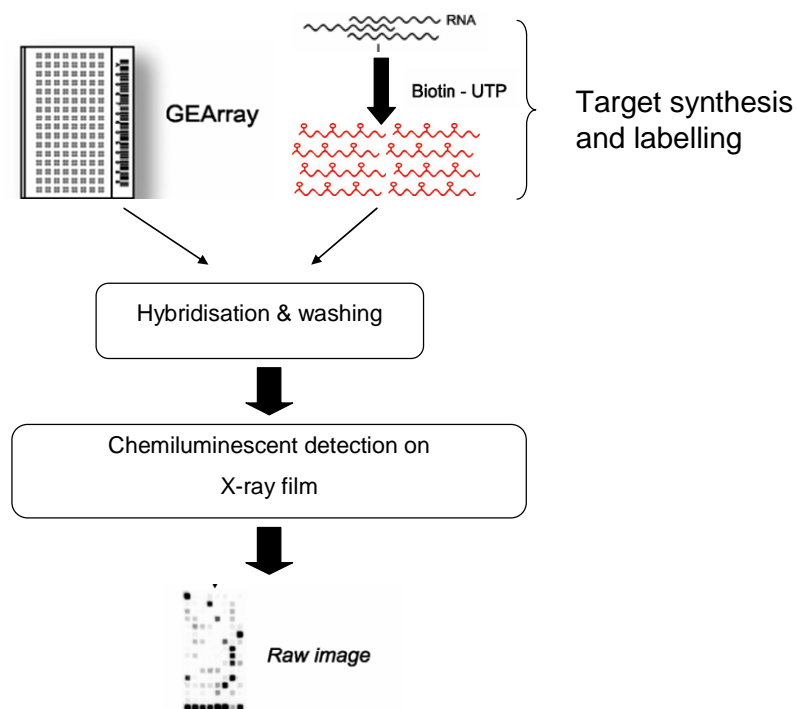 RNA
Biotin - UTP
GEArray
Target synthesis
and labelling
Hybridisation & washing
Chemiluminescent detection on
X-ray film
Raw image